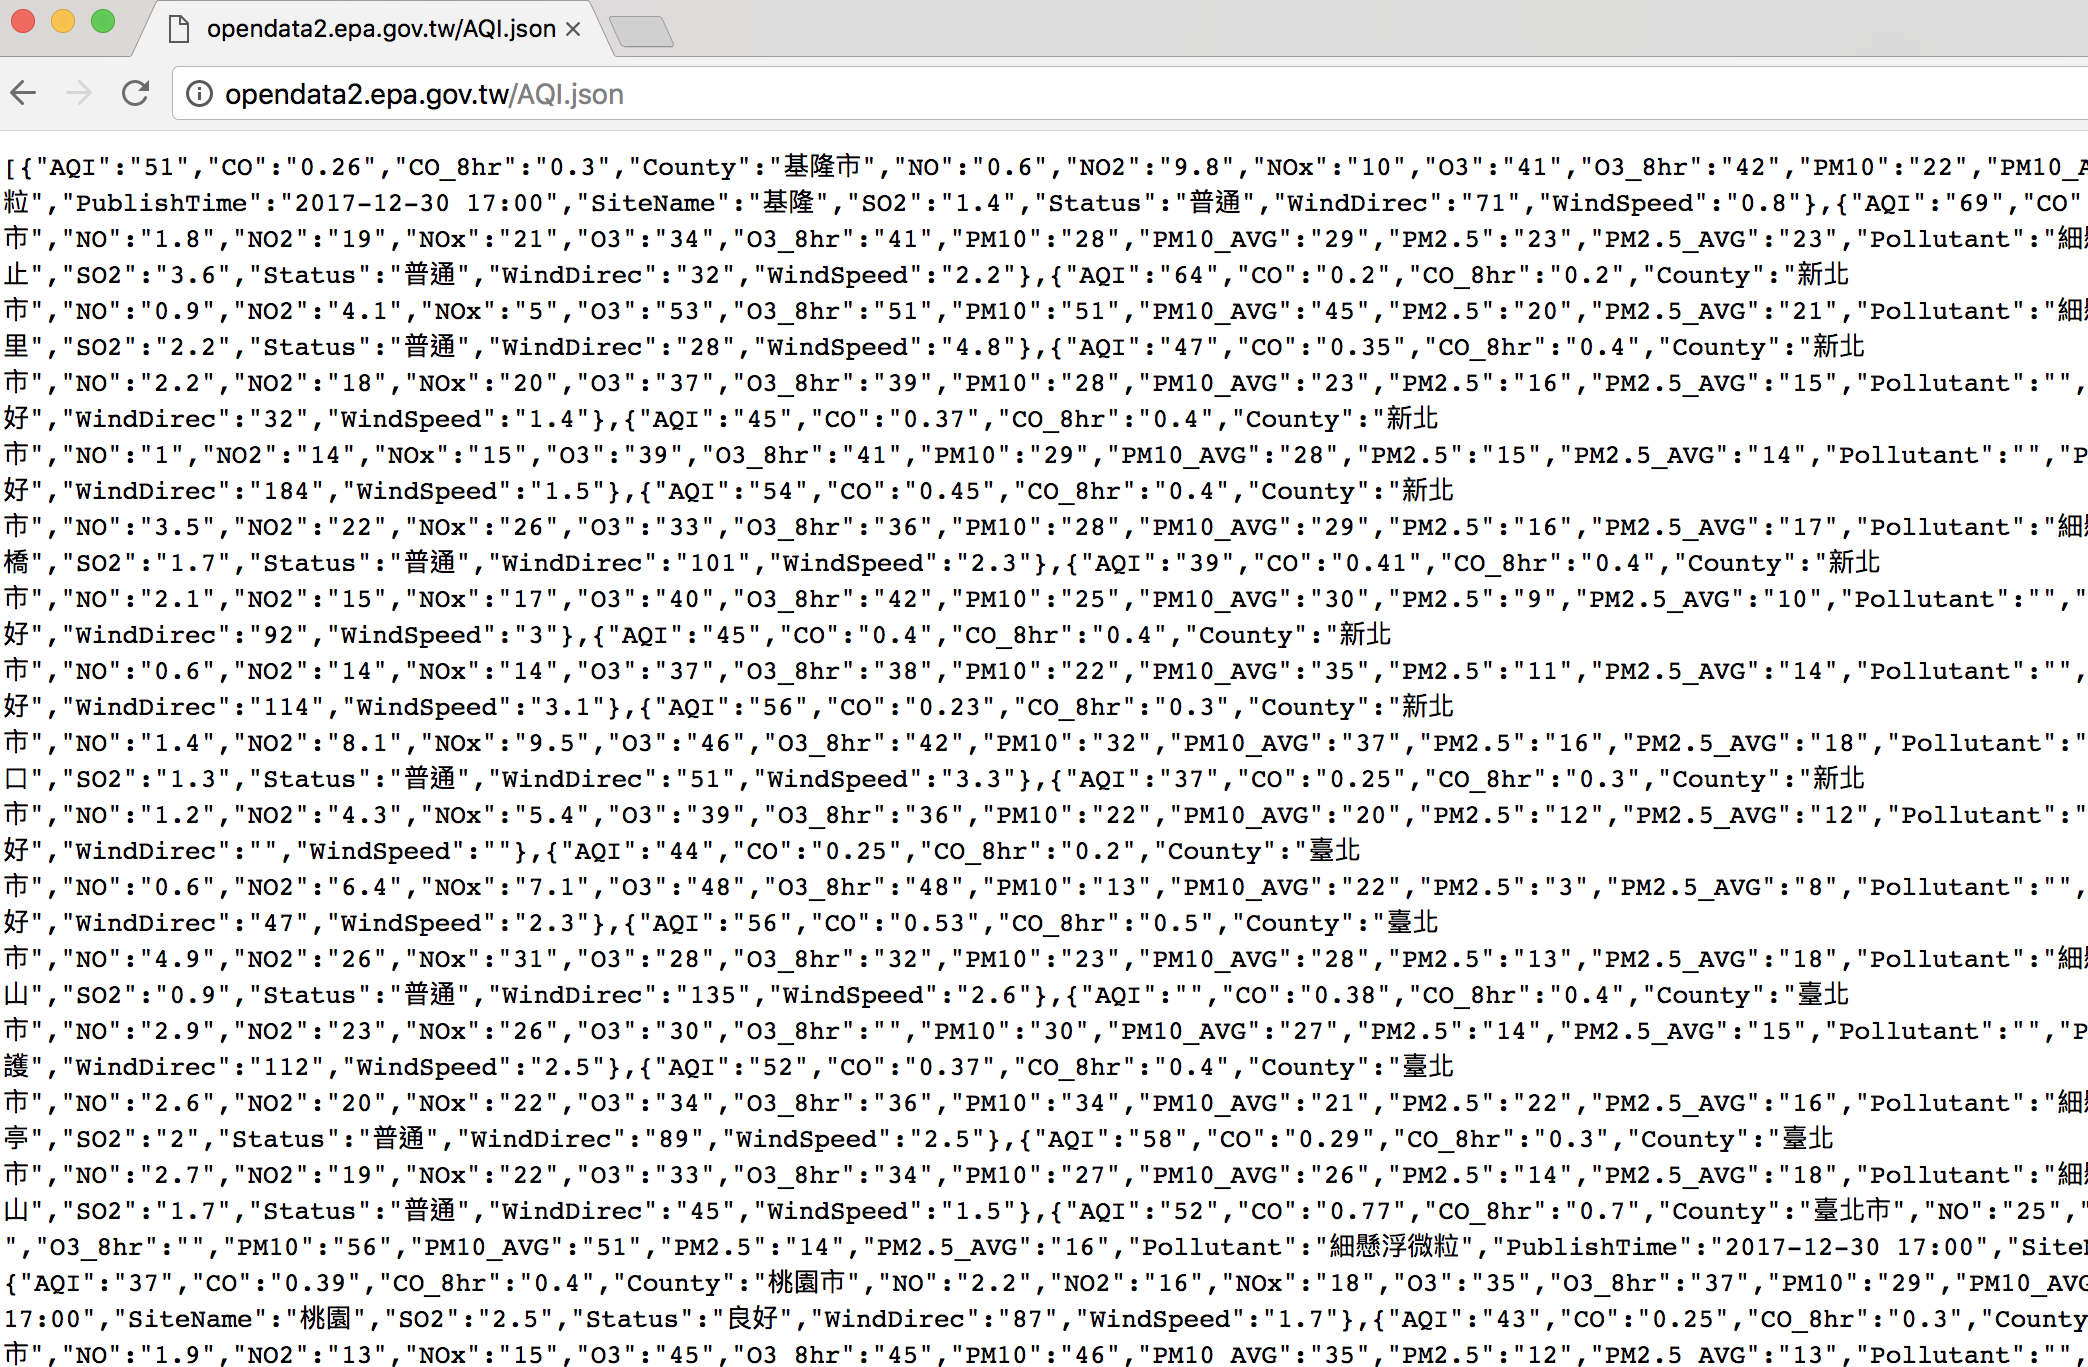 opendata2.epa.gov.tw/AQI.json
opendata2.epa.gov.tw/AQI.json
[{"AQI":"51","CO":"0.26","CO_8hr":"0.3","County":"基隆市","NO":"0.6","NO2":"9.8","NOx":"10","O3":"41","O3_8hr":"42","PM10":"22","PM10_A
粒","PublishTime":"2017-12-30 17:00","SiteName":"基隆","SO2":"1.4","Status":"普通","WindDirec":"71","WindSpeed":"0.8"},{"AQI":"69","CO"
市","NO":"1.8","NO2":"19","NOx":"21","O3":"34","O3_8hr":"41","PM10":"28","PM10_AVG":"29","PM2.5":"23","PM2.5_AVG":"23","Pollutant":"細
止","SO2":"3.6","Status":"普通","WindDirec":"32","WindSpeed":"2.2"},{"AQI":"64","CO":"0.2","CO_8hr":"0.2","County":"新北
市","NO":"0.9","NO2":"4.1","NOx":"5","O3":"53","O3_8hr":"51","PM10":"51","PM10_AVG":"45","PM2.5":"20","PM2.5_AVG":"21","Pollutant":"細
里","SO2":"2.2","Status":"普通","WindDirec":"28","WindSpeed":"4.8"},{"AQI":"47","CO":"0.35","CO_8hr":"0.4","County":"新北
市","NO":"2.2","NO2":"18","NOx":"20","O3":"37","O3_8hr":"39","PM10":"28","PM10_AVG":"23","PM2.5":"16","PM2.5_AVG":"15","Pollutant":"",
好","WindDirec":"32","WindSpeed":"1.4"},{"AQI":"45","CO":"0.37","CO_8hr":"0.4","County":"新北
市","NO":"1","NO2":"14","NOx":"15","O3":"39","O3_8hr":"41","PM10":"29","PM10_AVG":"28","PM2.5":"15","PM2.5_AVG":"14","Pollutant":"","P
好","WindDirec":"184","WindSpeed":"1.5"},{"AQI":"54","CO":"0.45","CO_8hr":"0.4","County":"新北
市","NO":"3.5","NO2":"22","NOx":"26","O3":"33","O3_8hr":"36","PM10":"28","PM10_AVG":"29","PM2.5":"16","PM2.5_AVG":"17","Pollutant":"細
橋","SO2":"1.7","Status":"普通","WindDirec":"101","WindSpeed":"2.3"},{"AQI":"39","CO":"0.41","CO_8hr":"0.4","County":"新北
市","NO":"2.1","NO2":"15","NOx":"17","O3":"40","O3_8hr":"42","PM10":"25","PM10_AVG":"30","PM2.5":"9","PM2.5_AVG":"10","Pollutant":"","
好","WindDirec":"92","WindSpeed":"3"},{"AQI":"45","CO":"0.4","CO_8hr":"0.4","County":"新北
市","NO":"0.6","NO2":"14","NOx":"14","O3":"37","O3_8hr":"38","PM10":"22","PM10_AVG":"35","PM2.5":"11","PM2.5_AVG":"14","Pollutant":"",
好","WindDirec":"114","WindSpeed":"3.1"},{"AQI":"56","CO":"0.23","CO_8hr":"0.3","County":"新北
市","NO":"1.4","NO2":"8.1","NOx":"9.5","O3":"46","O3_8hr":"42","PM10":"32","PM10_AVG":"37","PM2.5":"16","PM2.5_AVG":"18","Pollutant":"
口","SO2":"1.3","Status":"普通","WindDirec":"51","WindSpeed":"3.3"},{"AQI":"37","CO":"0.25","CO_8hr":"0.3","County":"新北
市","NO":"1.2","NO2":"4.3","NOx":"5.4","O3":"39","O3_8hr":"36","PM10":"22","PM10_AVG":"20","PM2.5":"12","PM2.5_AVG":"12","Pollutant":"
好","WindDirec":"","WindSpeed":""},{"AQI":"44","CO":"0.25","CO_8hr":"0.2","County":"臺北
市","NO":"0.6","NO2":"6.4","NOx":"7.1","O3":"48","O3_8hr":"48","PM10":"13","PM10_AVG":"22","PM2.5":"3","PM2.5_AVG":"8","Pollutant":"",
好","WindDirec":"47","WindSpeed":"2.3"},{"AQI":"56","CO":"0.53","CO_8hr":"0.5","County":"臺北
市","NO":"4.9","NO2":"26","NOx":"31","O3":"28","O3_8hr":"32","PM10":"23","PM10_AVG":"28","PM2.5":"13","PM2.5_AVG":"18","Pollutant":"細
山","SO2":"0.9","Status":"普通","WindDirec":"135","WindSpeed":"2.6"},{"AQI":"","CO":"0.38","CO_8hr":"0.4","County":"臺北
市","NO":"2.9","NO2":"23","NOx":"26","O3":"30","O3_8hr":"","PM10":"30","PM10_AVG":"27","PM2.5":"14","PM2.5_AVG":"15","Pollutant":"","P
護","WindDirec":"112","WindSpeed":"2.5"},{"AQI":"52","CO":"0.37","CO_8hr":"0.4","County":"臺北
市","NO":"2.6","NO2":"20","NOx":"22","O3":"34","O3_8hr":"36","PM10":"34","PM10_AVG":"21","PM2.5":"22","PM2.5_AVG":"16","Pollutant":"細
亭","SO2":"2","Status":"普通","WindDirec":"89","WindSpeed":"2.5"},{"AQI":"58","CO":"0.29","CO_8hr":"0.3","County":"臺北
市","NO":"2.7","NO2":"19","NOx":"22","O3":"33","O3_8hr":"34","PM10":"27","PM10_AVG":"26","PM2.5":"14","PM2.5_AVG":"18","Pollutant":"細
山","SO2":"1.7","Status":"普通","WindDirec":"45","WindSpeed":"1.5"},{"AQI":"52","CO":"0.77","CO_8hr":"0.7","County":"臺北市","NO":"25","
","O3_8hr":"","PM10":"56","PM10_AVG":"51","PM2.5":"14","PM2.5_AVG":"16","Pollutant":"細懸浮微粒","PublishTime":"2017-12-30 17:00","Site
{"AQI":"37","CO":"0.39","CO_8hr":"0.4","County":"桃園市","NO":"2.2","NO2":"16","NOx":"18","O3":"35","O3_8hr":"37","PM10":"29","PM10_AVG
17:00","SiteName":"桃園","SO2":"2.5","Status":"良好","WindDirec":"87","WindSpeed":"1.7"},{"AQI":"43","CO":"0.25","CO_8hr":"0.3","County
市","NO":"1.9","NO2":"13","NOx":"15","O3":"45","O3_8hr":"45","PM10":"46","PM10_AVG":"35","PM2.5":"12","PM2.5_AVG":"13","Pollutant":"",